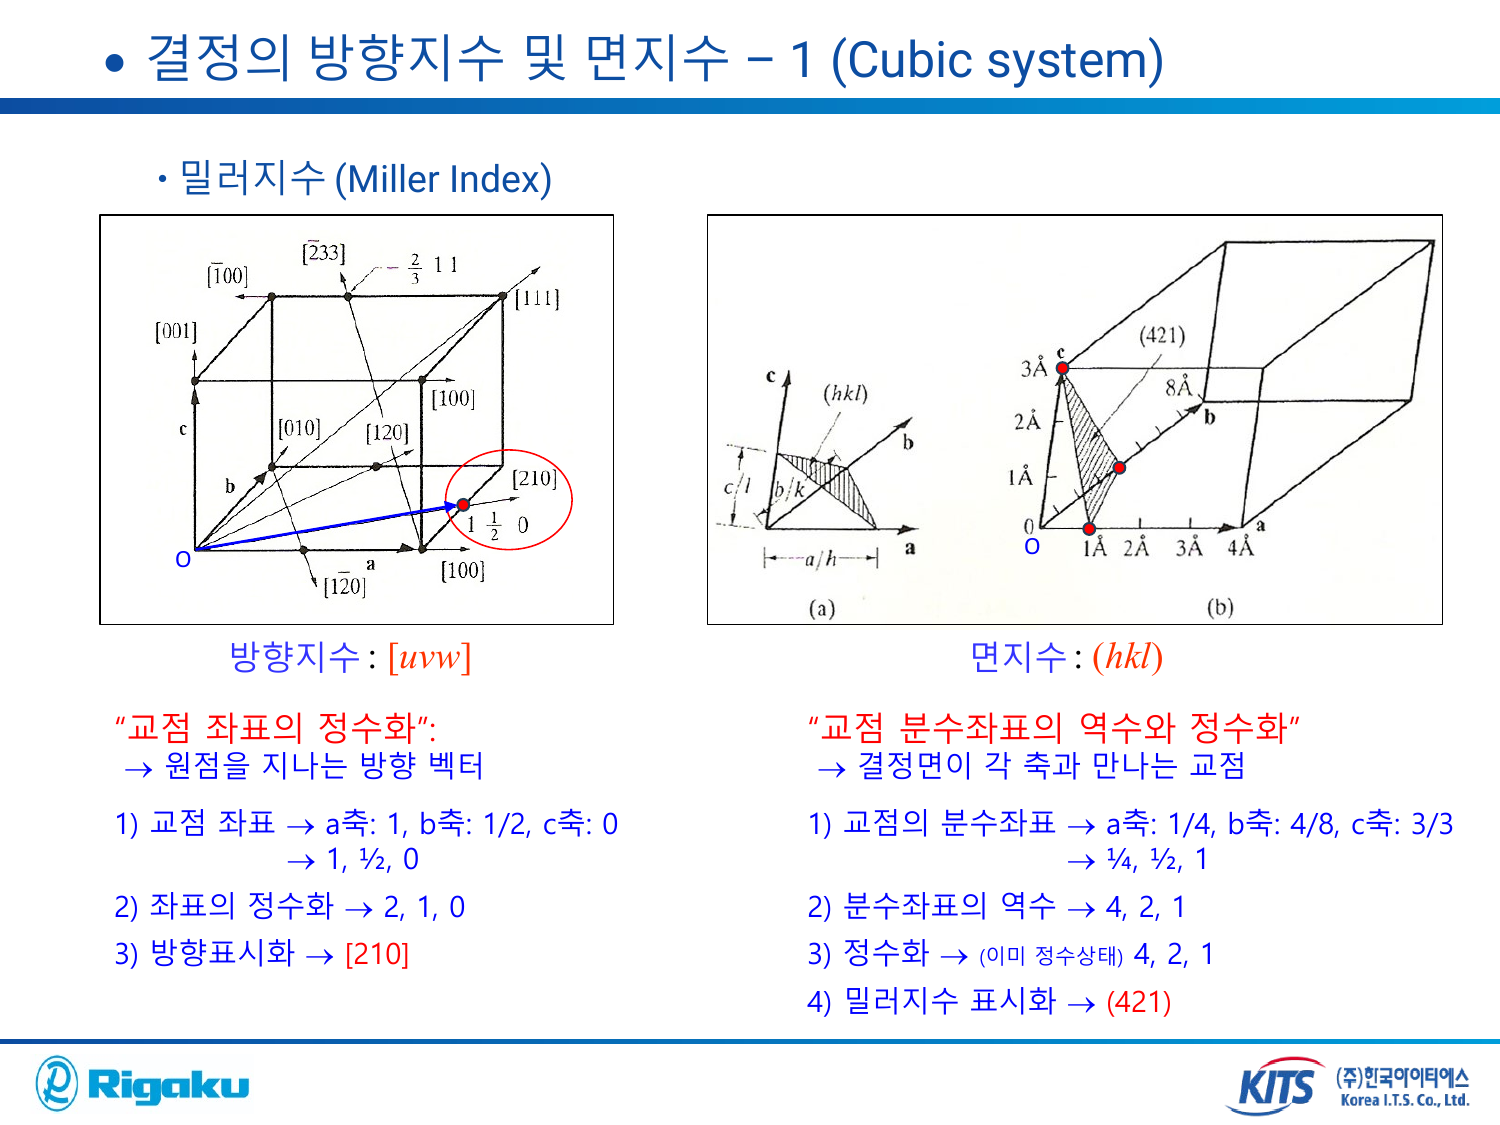 • 결정의 방향지수 및 면지수 – 1 (Cubic system)
• 밀러지수 (Miller Index)
[2̅33]
– 2/3 1 1
[1̅00]
[111]
[001]
[100]
c
[010]
[120]
b
[210]
1 1/2 0
O
a
[100]
[12̅0]
(421)
c
3Å
8Å
c
(hkl)
2Å
b
b
c/l
b/k
1Å
0
a
a
O
1Å 2Å 3Å 4Å
a/h
(a)
(b)
방향지수 : [uvw]
면지수 : (hkl)
“교점 좌표의 정수화”:
→ 원점을 지나는 방향 벡터
1) 교점 좌표 → a축: 1, b축: 1/2, c축: 0
→ 1, ½, 0
2) 좌표의 정수화 → 2, 1, 0
3) 방향표시화 → [210]
“교점 분수좌표의 역수와 정수화”
→ 결정면이 각 축과 만나는 교점
1) 교점의 분수좌표 → a축: 1/4, b축: 4/8, c축: 3/3
→ ¼, ½, 1
2) 분수좌표의 역수 → 4, 2, 1
3) 정수화 → (이미 정수상태) 4, 2, 1
4) 밀러지수 표시화 → (421)
Rigaku
KITS
(주)한국아이티에스
Korea I.T.S. Co., Ltd.